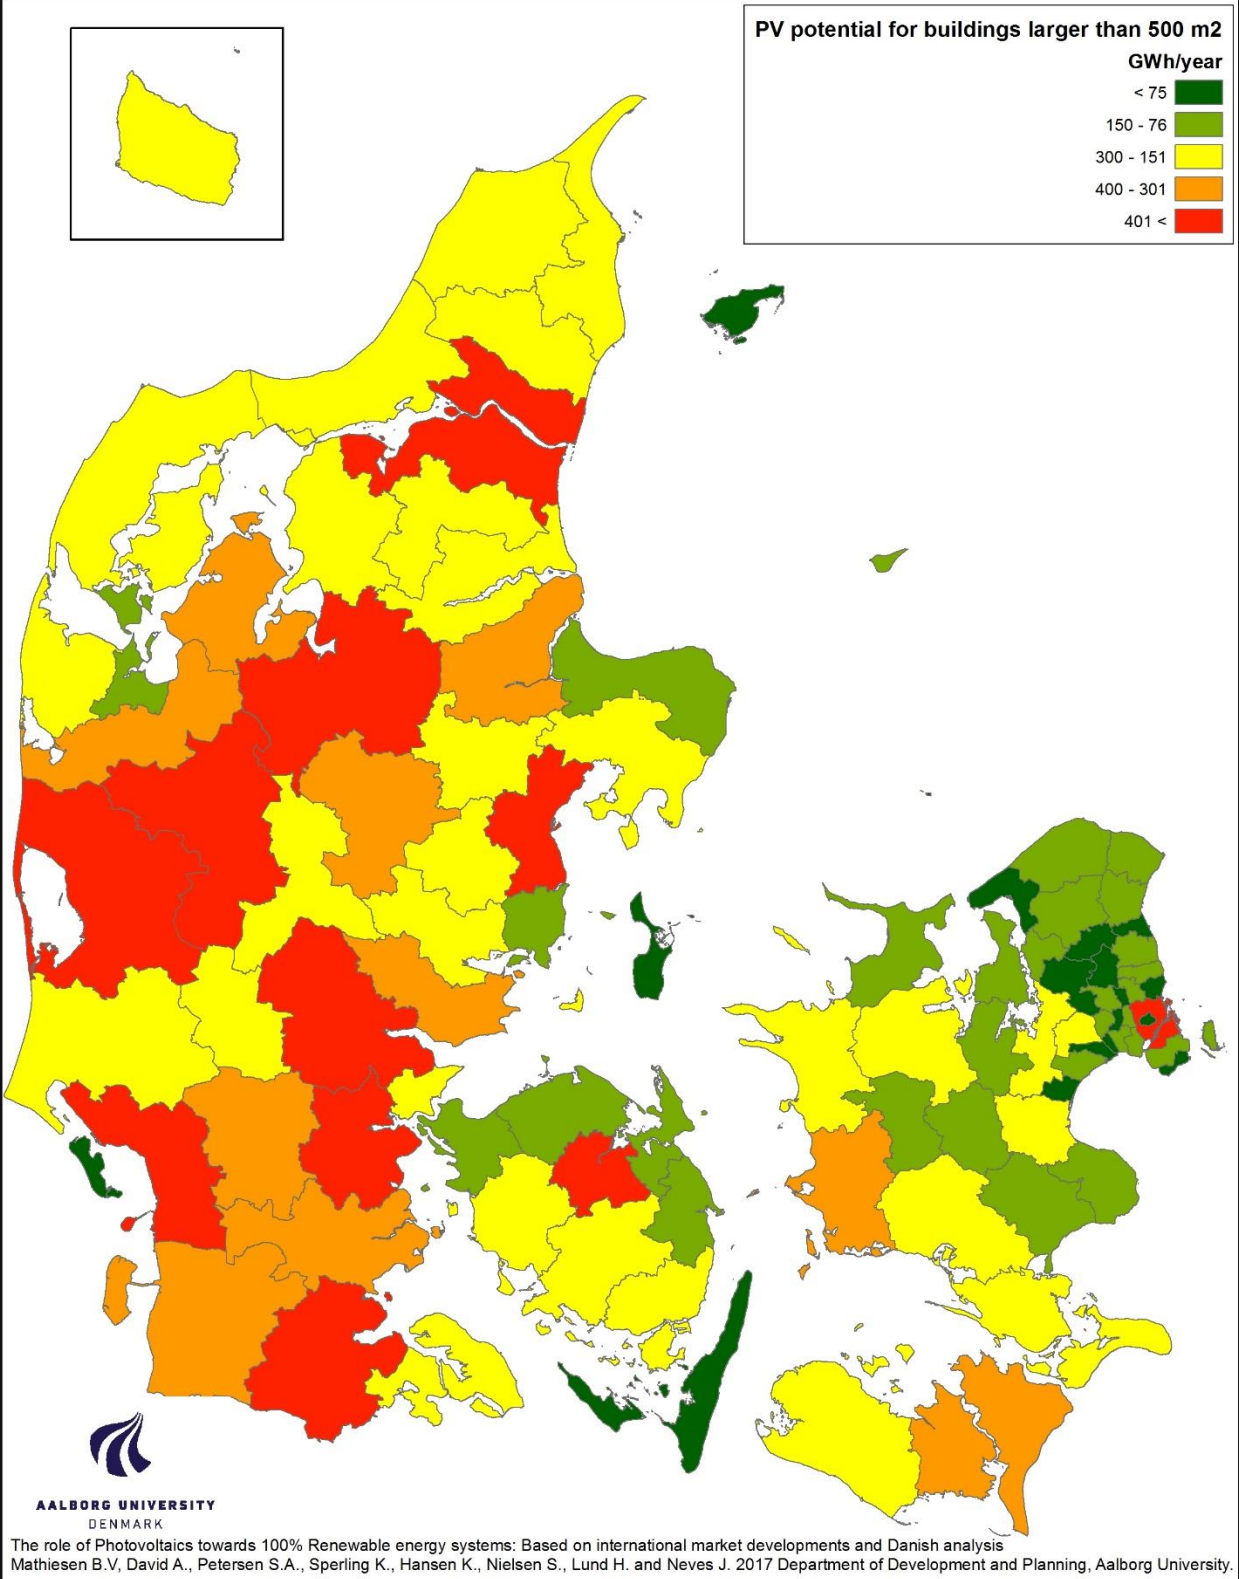 PV potential for buildings larger than 500 m2
GWh/year
< 75
150 - 76
300 - 151
400 - 301
401 <
AALBORG UNIVERSITY
DENMARK
The role of Photovoltaics towards 100% Renewable energy systems: Based on international market developments and Danish analysis
Mathiesen B.V, David A., Petersen S.A., Sperling K., Hansen K., Nielsen S., Lund H. and Neves J. 2017 Department of Development and Planning, Aalborg University.